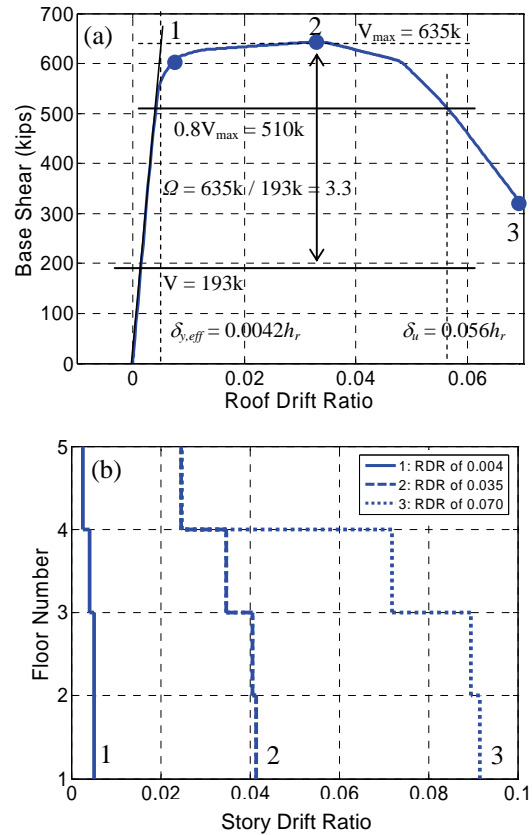 (a)
1
2
V_max = 635k
700
600
500
400
300
200
100
0
Base Shear (kips)
0.8V_max = 510k
Ω = 635k / 193k = 3.3
3
V = 193k
δ_y,eff = 0.0042h_r
δ_u = 0.056h_r
0
0.02
0.04
0.06
Roof Drift Ratio
(b)
1: RDR of 0.004
2: RDR of 0.035
3: RDR of 0.070
5
4
3
2
1
Floor Number
1
2
3
0
0.02
0.04
0.06
0.08
0.1
Story Drift Ratio